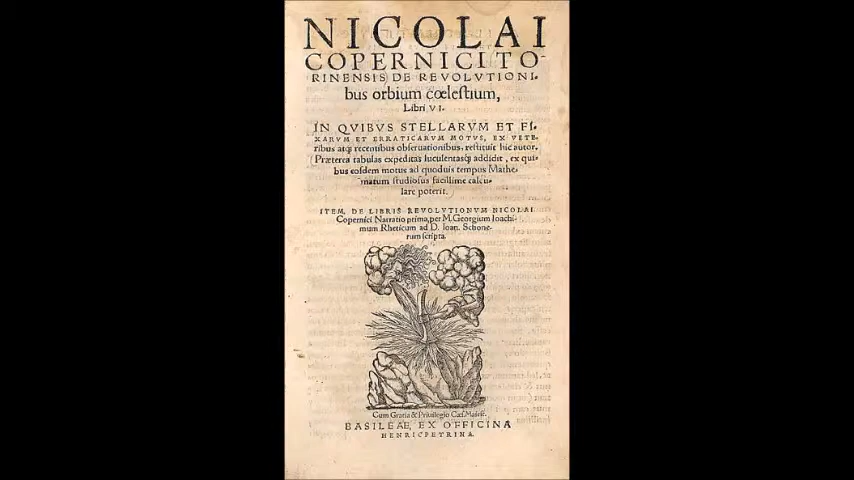 NICOLAI
COPERNICI TO-
RINENSIS DE REVOLVTIONI-
bus orbium cœlestium,
Libri VI.
IN QVIBVS STELLARVM ET FI-
XARVM ET ERRATICARVM MOTVS, EX VETE-
ribus atq; recentibus obseruationibus, restituit hic autor.
Præterea tabulas expeditas luculentasq; addidit, ex qui-
bus eosdem motus ad quoduis tempus Mathe-
matum studiosus facillime calcu-
lare poterit.
ITEM, DE LIBRIS REVOLVTIONVM NICOLAI
Copernici Narratio prima, per M. Georgium Ioachi-
mum Rheticum ad D. Ioan. Schone-
rum scripta.
Cum Gratia & Priuilegio Cæs. Maiest.
BASILEAE, EX OFFICINA
HENRICPETRINA.